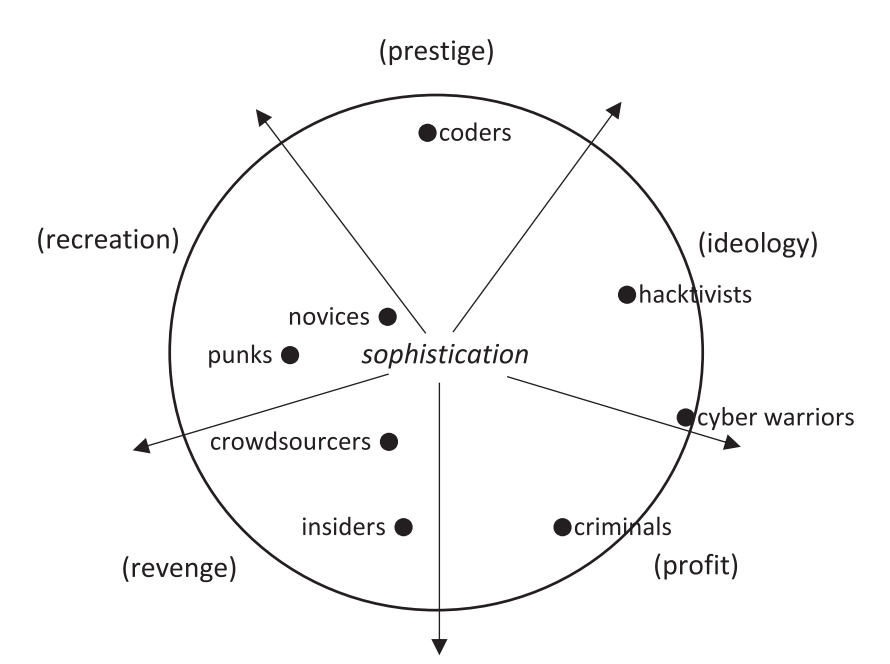 (prestige)
coders
(recreation)
(ideology)
hacktivists
novices
punks
sophistication
cyber warriors
crowdsourcers
insiders
criminals
(revenge)
(profit)